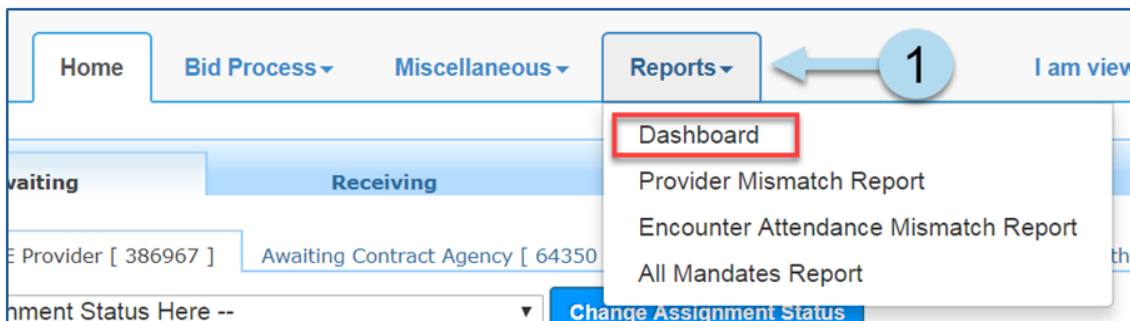 Home Bid Process Miscellaneous Reports 1 I am view
Dashboard
Provider Mismatch Report
Encounter Attendance Mismatch Report
All Mandates Report
waiting Receiving
E Provider [ 386967 ] Awaiting Contract Agency [ 64350 th
nment Status Here -- Change Assignment Status